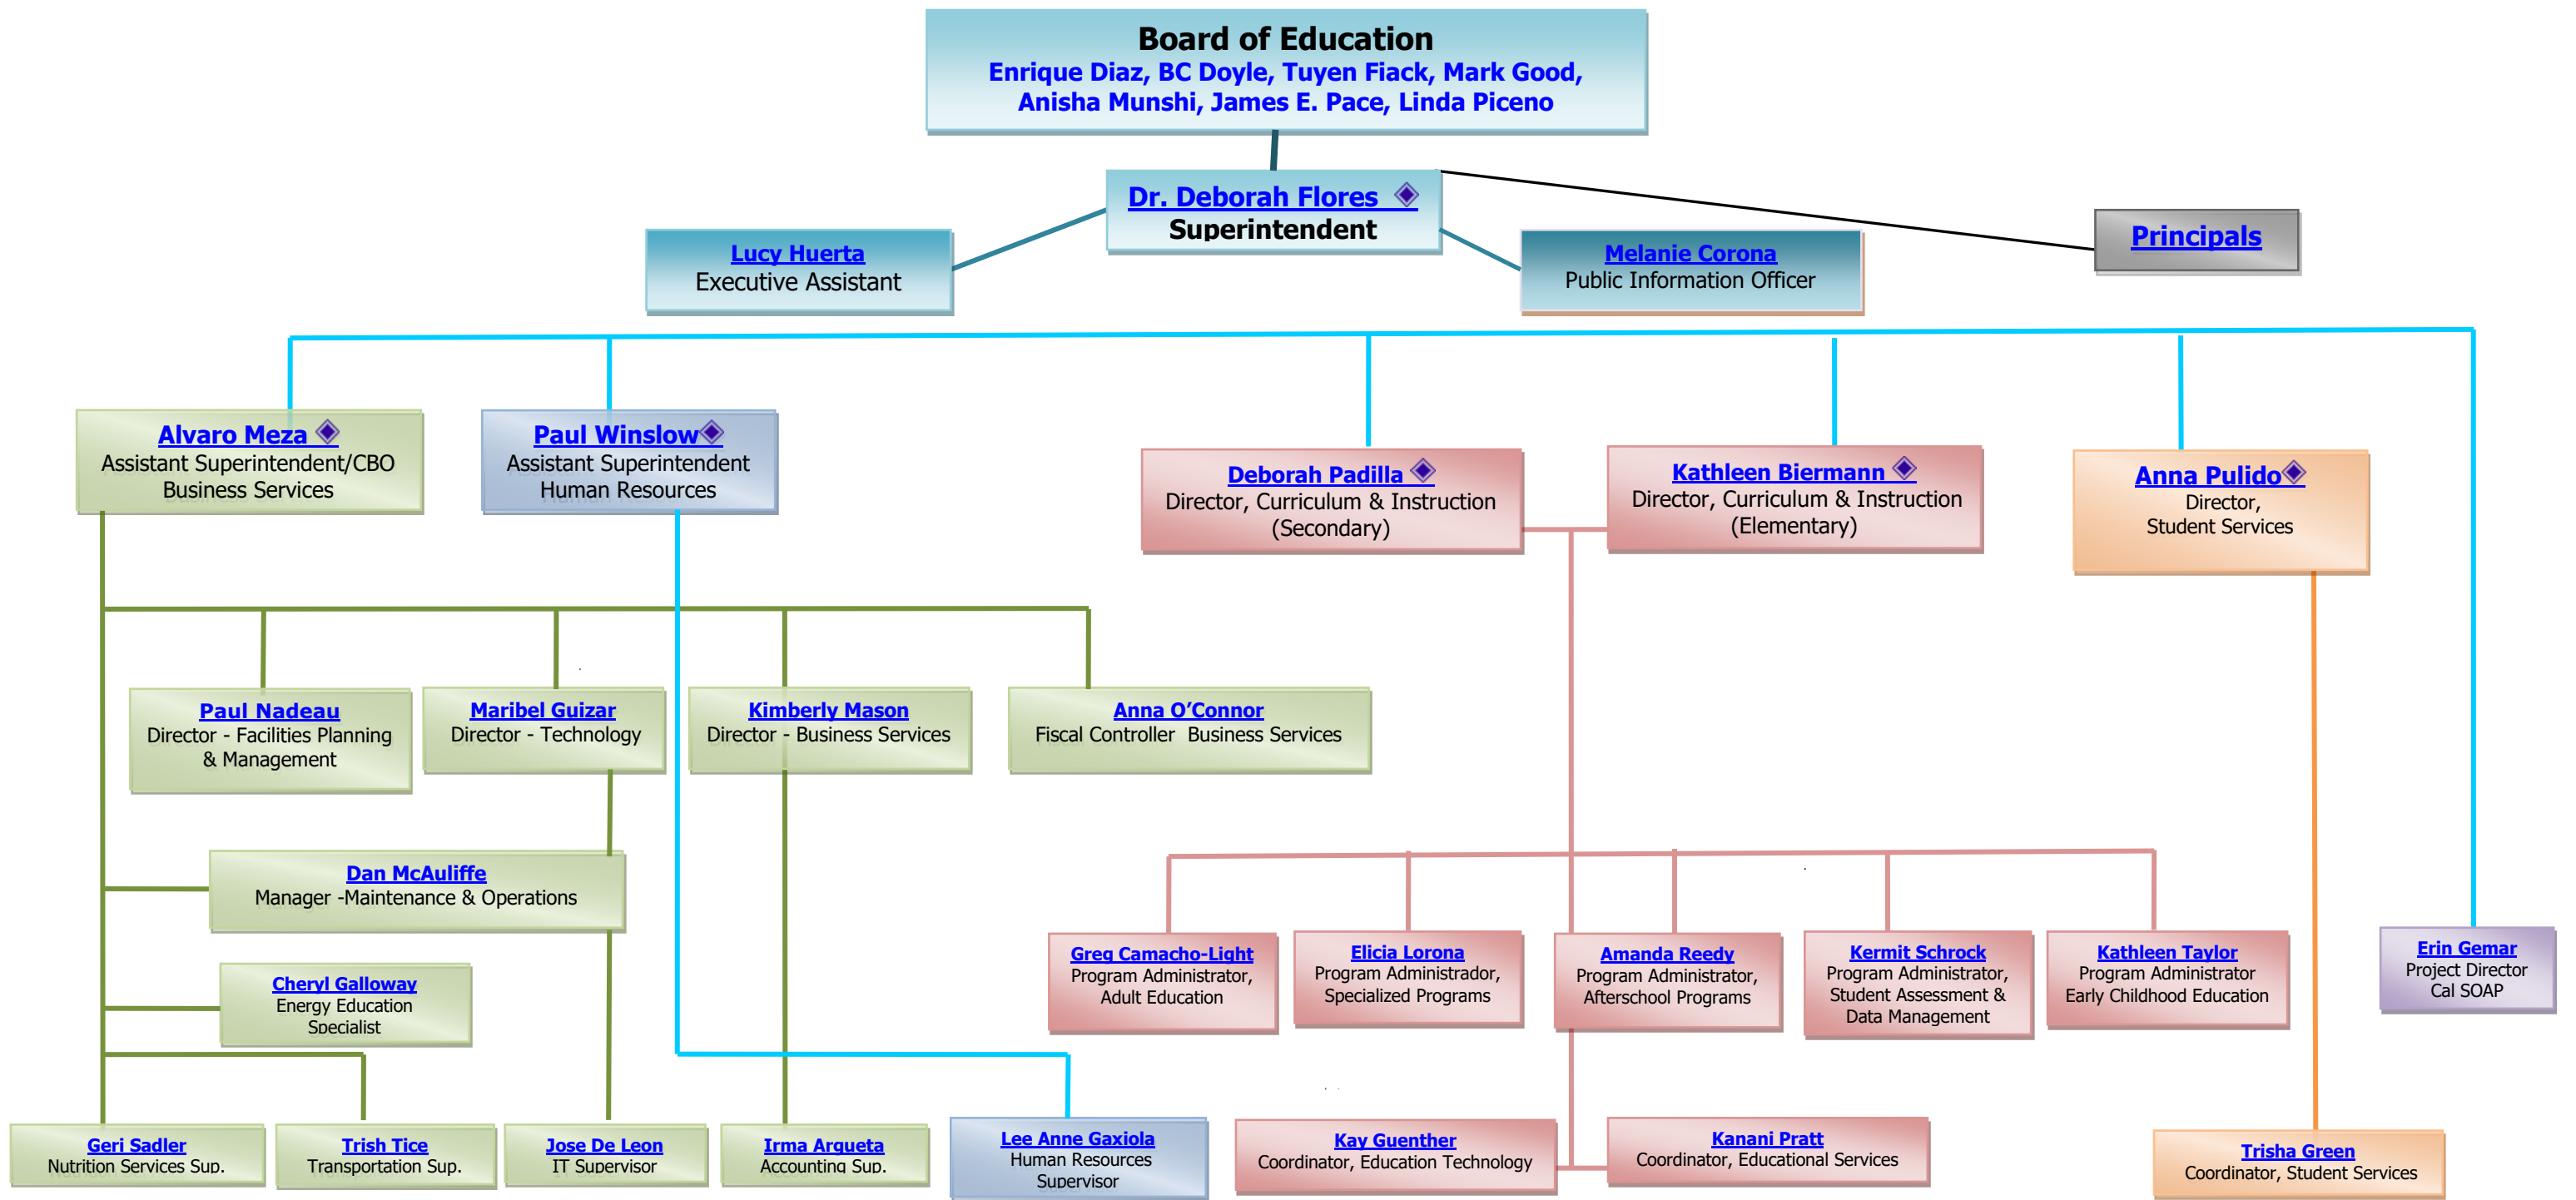 Board of Education
Enrique Diaz, BC Doyle, Tuyen Fiack, Mark Good,
Anisha Munshi, James E. Pace, Linda Piceno
Dr. Deborah Flores
Superintendent
Lucy Huerta
Executive Assistant
Melanie Corona
Public Information Officer
Principals
Alvaro Meza
Assistant Superintendent/CBO
Business Services
Paul Winslow
Assistant Superintendent
Human Resources
Deborah Padilla
Director, Curriculum & Instruction
(Secondary)
Kathleen Biermann
Director, Curriculum & Instruction
(Elementary)
Anna Pulido
Director,
Student Services
Paul Nadeau
Director - Facilities Planning
& Management
Maribel Guizar
Director - Technology
Kimberly Mason
Director - Business Services
Anna O’Connor
Fiscal Controller Business Services
Dan McAuliffe
Manager -Maintenance & Operations
Cheryl Galloway
Energy Education
Specialist
Greg Camacho-Light
Program Administrator,
Adult Education
Elicia Lorona
Program Administrador,
Specialized Programs
Amanda Reedy
Program Administrator,
Afterschool Programs
Kermit Schrock
Program Administrator,
Student Assessment &
Data Management
Kathleen Taylor
Program Administrator
Early Childhood Education
Erin Gemar
Project Director
Cal SOAP
Geri Sadler
Nutrition Services Sup.
Trish Tice
Transportation Sup.
Jose De Leon
IT Supervisor
Irma Argueta
Accounting Sup.
Lee Anne Gaxiola
Human Resources
Supervisor
Kay Guenther
Coordinator, Education Technology
Kanani Pratt
Coordinator, Educational Services
Trisha Green
Coordinator, Student Services